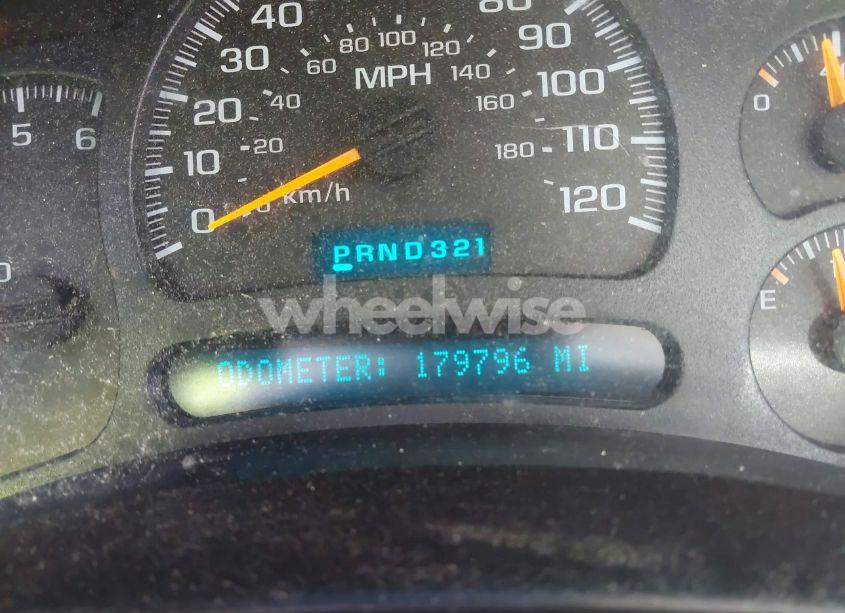 40 80
30 60 80 100 120 90
MPH 140 100
5 6 20 40 160 0
10 20 180 110
0 km/h 120
PRND321
E
wheelwise
ODOMETER: 179796 MI